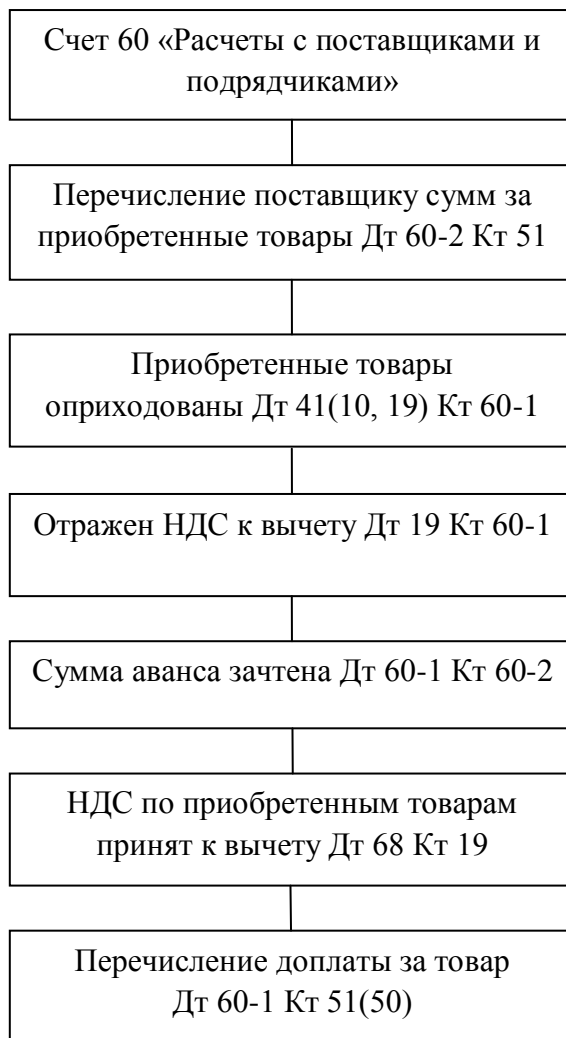 Счет 60 «Расчеты с поставщиками и
подрядчиками»
Перечисление поставщику сумм за
приобретенные товары Дт 60-2 Кт 51
Приобретенные товары
оприходованы Дт 41(10, 19) Кт 60-1
Отражен НДС к вычету Дт 19 Кт 60-1
Сумма аванса зачтена Дт 60-1 Кт 60-2
НДС по приобретенным товарам
принят к вычету Дт 68 Кт 19
Перечисление доплаты за товар
Дт 60-1 Кт 51(50)